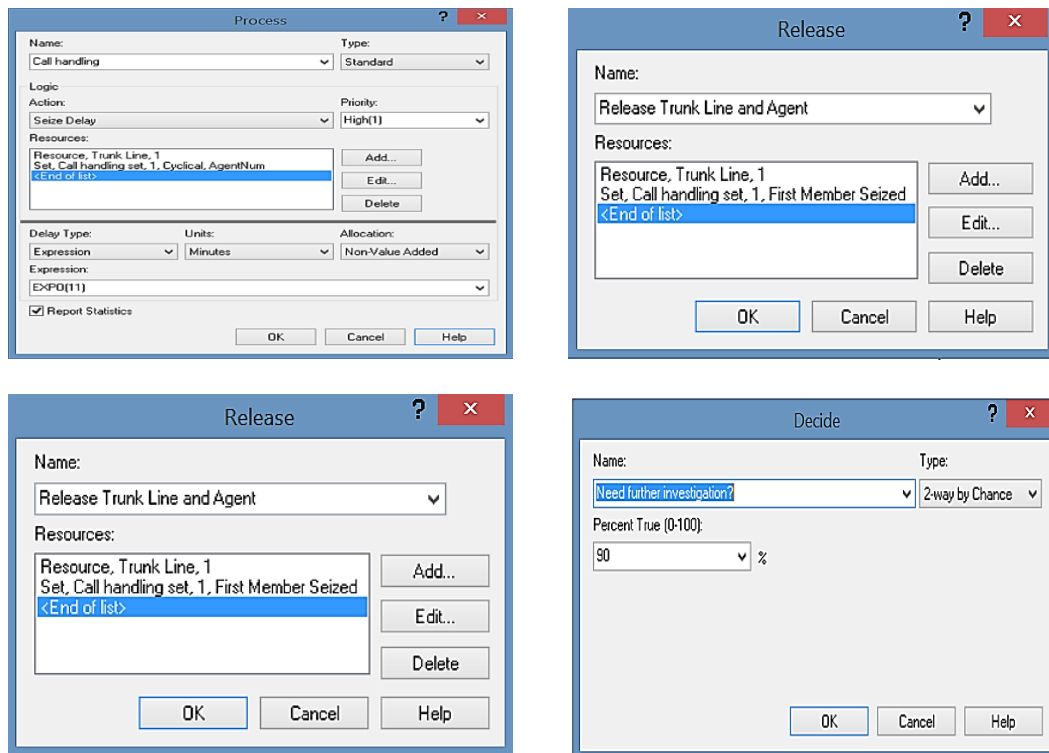 Process
? ×
Name:
Type:
Call handling
Standard
Logic
Action:
Priority:
Seize Delay
High(1)
Resources:
Resource, Trunk Line, 1
Set, Call handling set, 1, Cyclical, AgentNum
<End of list>
Add...
Edit...
Delete
Delay Type:
Units:
Allocation:
Expression
Minutes
Non-Value Added
Expression:
EXPO(11)
Report Statistics
OK
Cancel
Help
Release
? ×
Name:
Release Trunk Line and Agent
Resources:
Resource, Trunk Line, 1
Set, Call handling set, 1, First Member Seized
<End of list>
Add...
Edit...
Delete
OK
Cancel
Help
Release
? ×
Name:
Release Trunk Line and Agent
Resources:
Resource, Trunk Line, 1
Set, Call handling set, 1, First Member Seized
<End of list>
Add...
Edit...
Delete
OK
Cancel
Help
Decide
? ×
Name:
Type:
Need further investigation?
2-way by Chance
Percent True (0-100):
90
%
OK
Cancel
Help